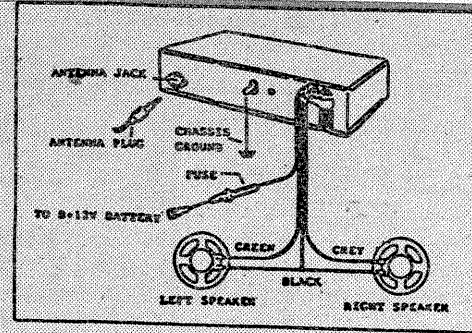 ANTENNA JACK
ANTENNA PLUG
CHASSIS
GROUND
FUSE
TO B+12V BATTERY
GREEN
GREY
BLACK
LEFT SPEAKER
RIGHT SPEAKER